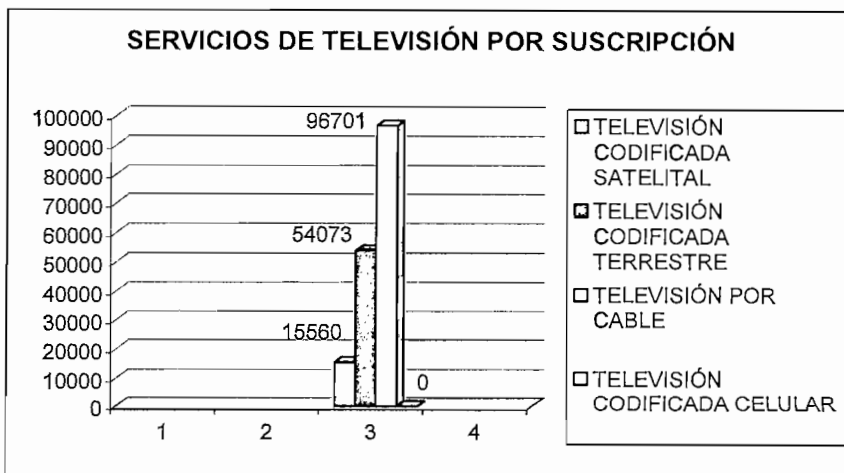 SERVICIOS DE TELEVISIÓN POR SUSCRIPCIÓN
100000
90000
80000
70000
60000
50000
40000
30000
20000
10000
0
96701
54073
15560
0
1 2 3 4
TELEVISIÓN
CODIFICADA
SATELITAL
TELEVISIÓN
CODIFICADA
TERRESTRE
TELEVISIÓN POR
CABLE
TELEVISIÓN
CODIFICADA CELULAR